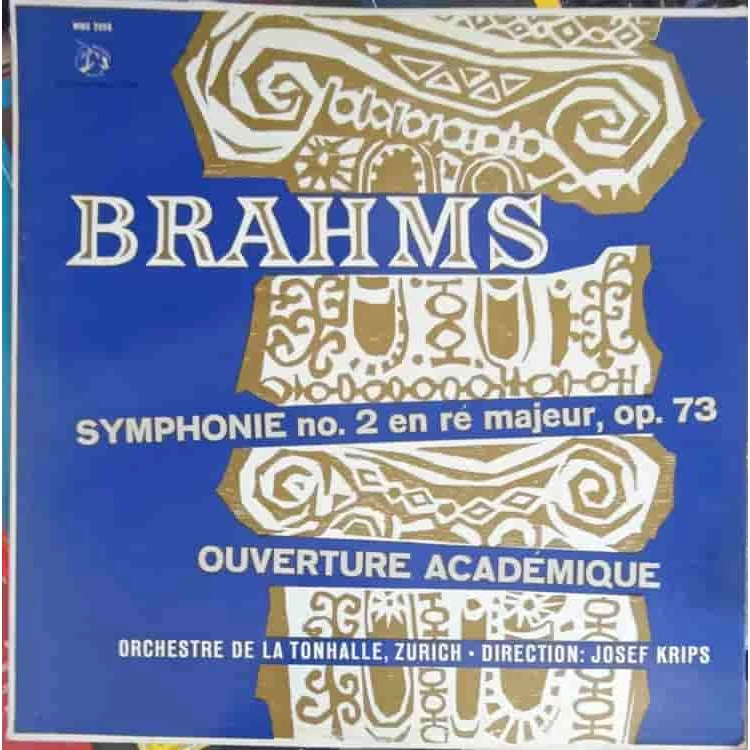 BRAHMS
SYMPHONIE no. 2 en ré majeur, op. 73
OUVERTURE ACADÉMIQUE
ORCHESTRE DE LA TONHALLE, ZURICH • DIRECTION: JOSEF KRIPS